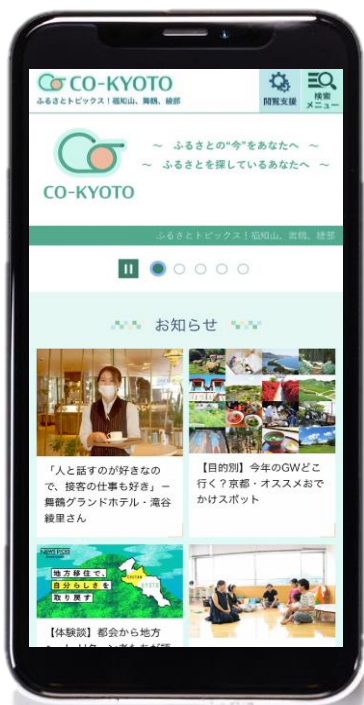 CO-KYOTO
ふるさとトピックス！福知山、舞鶴、綾部
閲覧支援
検索
メニュー
～ ふるさとの“今”をあなたへ ～
～ ふるさとを探しているあなたへ ～
CO-KYOTO
ふるさとトピックス！福知山、舞鶴、綾部
お知らせ
「人と話すのが好きなの
で、接客の仕事も好き」－
舞鶴グランドホテル・滝谷
綾里さん
【目的別】今年のGWどこ
行く？京都・オススメおで
かけスポット
地方移住で、
自分らしさを
取り戻す
KYOTO
【体験談】都会から地方